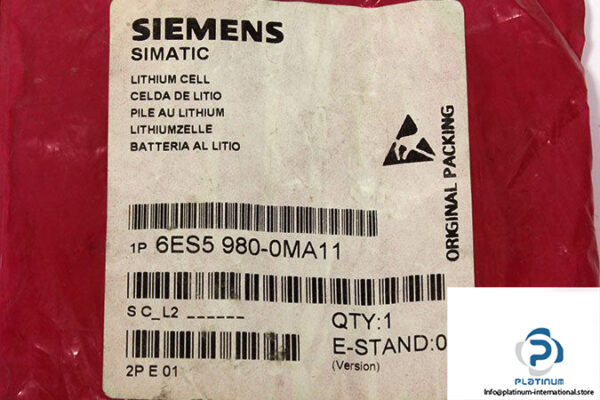 SIEMENS
SIMATIC
LITHIUM CELL
CELDA DE LITIO
PILE AU LITHIUM
LITHIUMZELLE
BATTERIA AL LITIO
ORIGINAL PACKING
1P 6ES5 980-0MA11
S C_L2 ______
QTY:1
E-STAND:0
(Version)
2P E 01
PLATINUM
Info@platinum-international.store